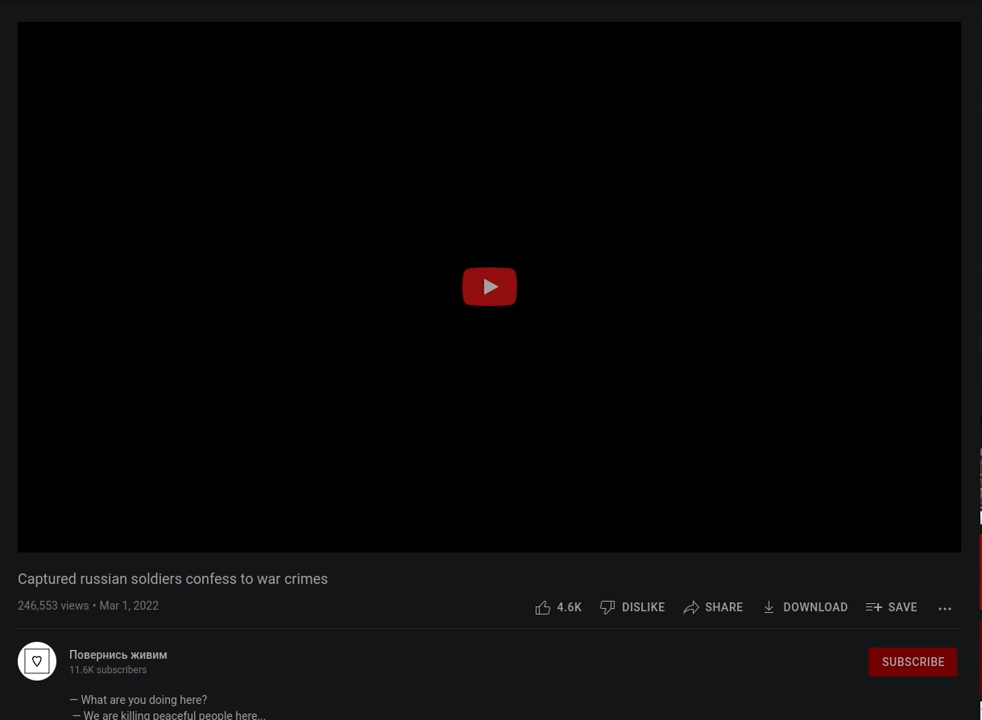 Captured russian soldiers confess to war crimes
246,553 views • Mar 1, 2022
4.6K DISLIKE SHARE DOWNLOAD SAVE
Повернись живим
11.6K subscribers
SUBSCRIBE
— What are you doing here?
— We are killing peaceful people here...